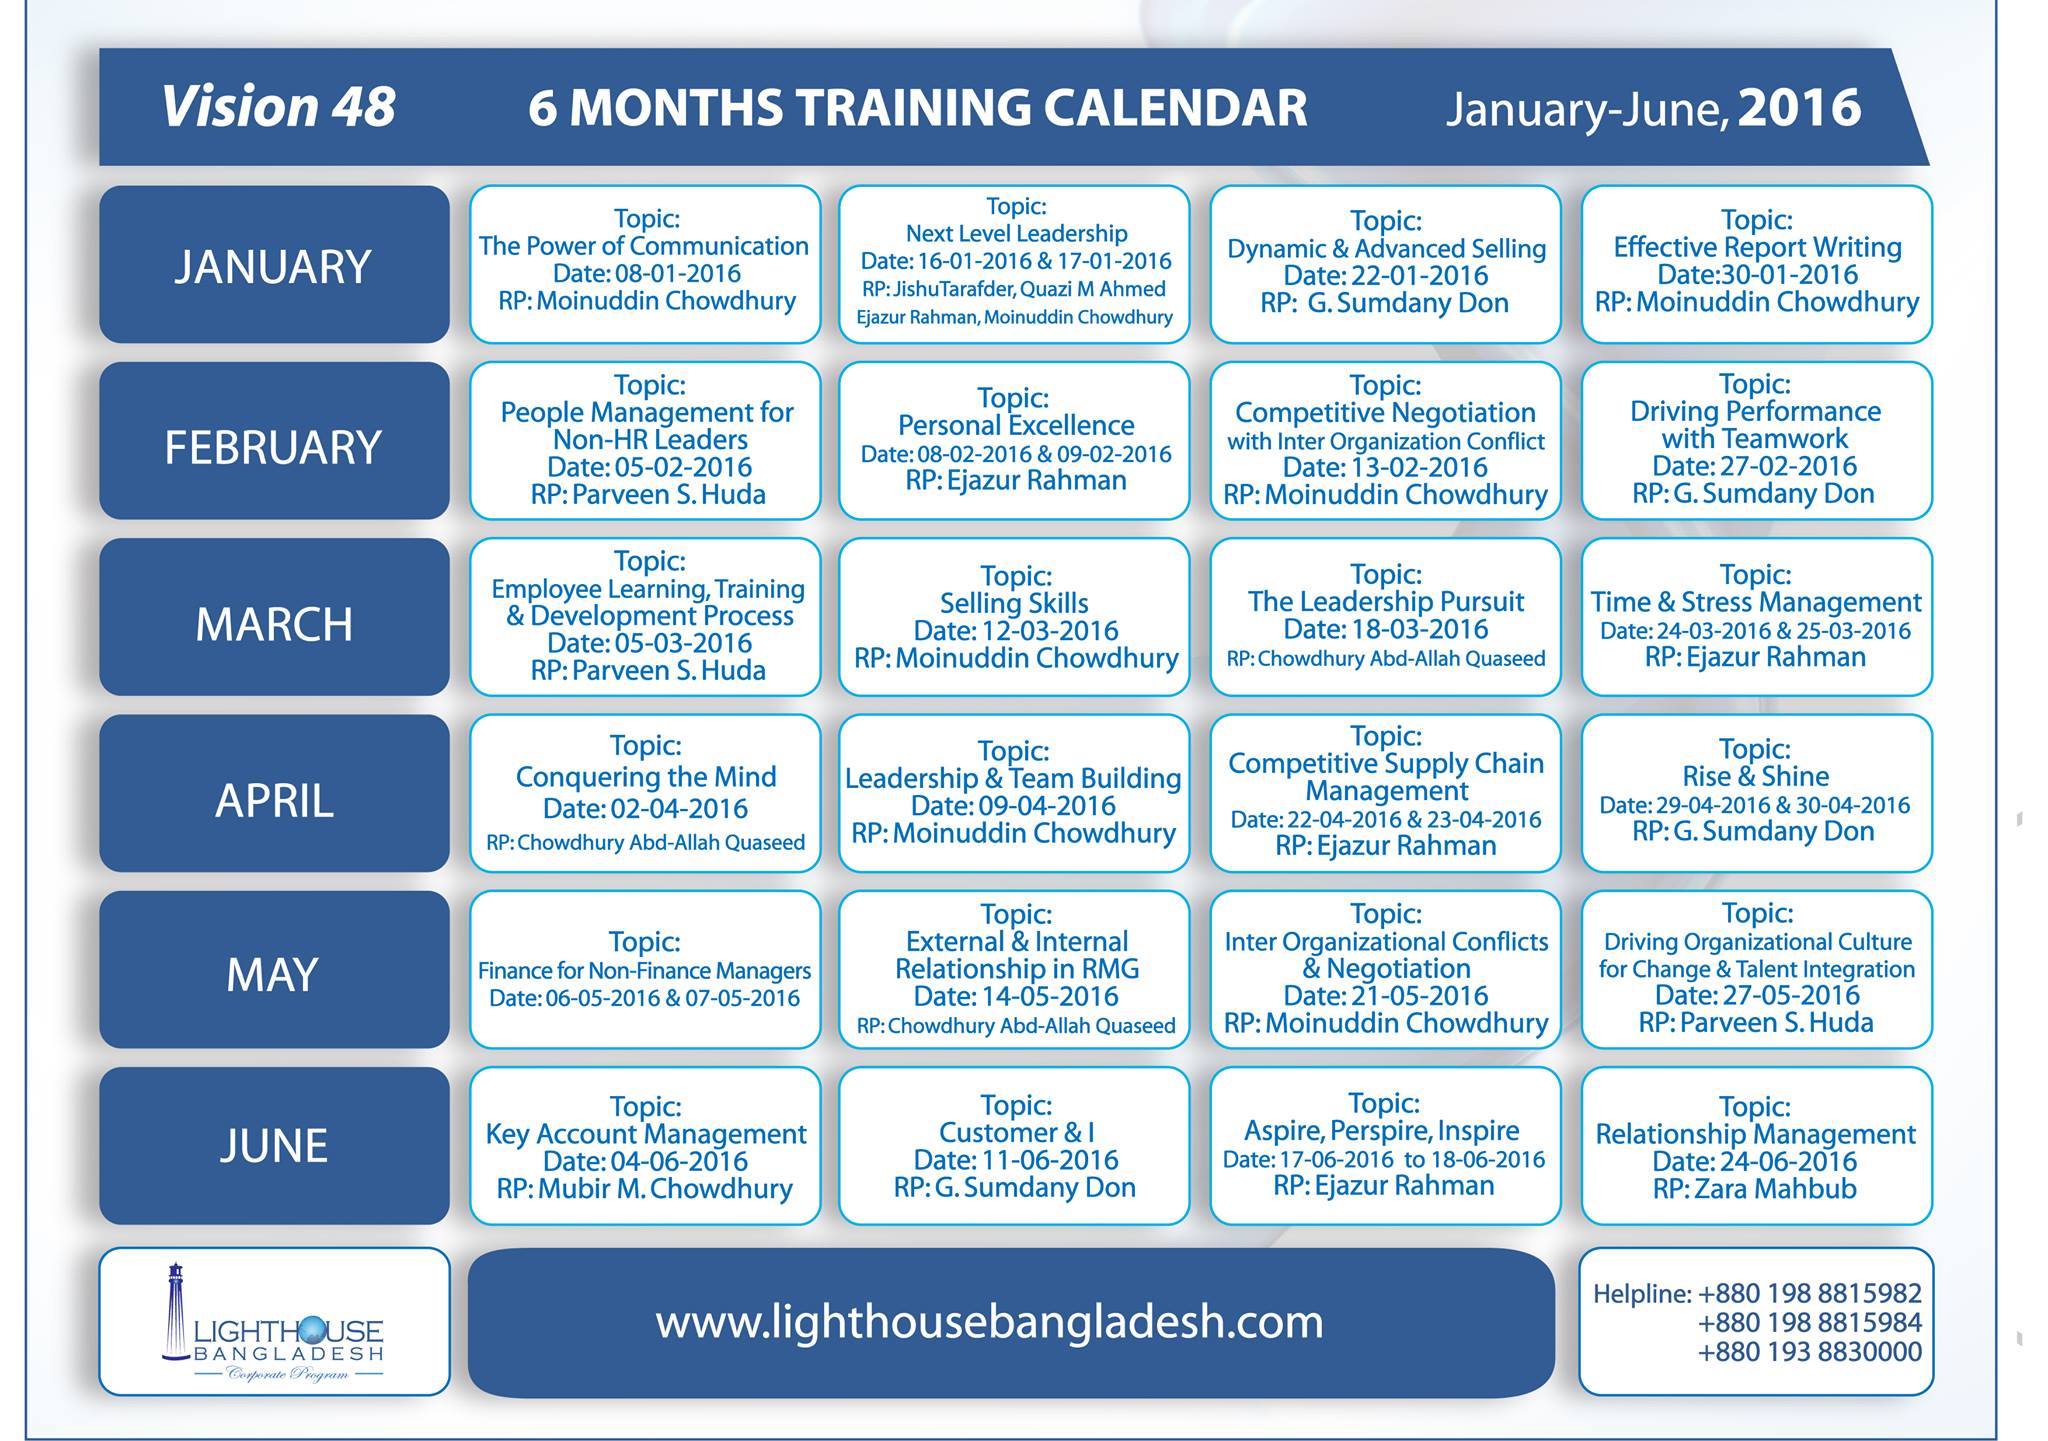 Vision 48
6 MONTHS TRAINING CALENDAR
January-June, 2016
JANUARY
Topic:
The Power of Communication
Date: 08-01-2016
RP: Moinuddin Chowdhury
Topic:
Next Level Leadership
Date: 16-01-2016 & 17-01-2016
RP: JishuTarafder, Quazi M Ahmed
Ejazur Rahman, Moinuddin Chowdhury
Topic:
Dynamic & Advanced Selling
Date: 22-01-2016
RP: G. Sumdany Don
Topic:
Effective Report Writing
Date:30-01-2016
RP: Moinuddin Chowdhury
FEBRUARY
Topic:
People Management for
Non-HR Leaders
Date: 05-02-2016
RP: Parveen S. Huda
Topic:
Personal Excellence
Date: 08-02-2016 & 09-02-2016
RP: Ejazur Rahman
Topic:
Competitive Negotiation
with Inter Organization Conflict
Date: 13-02-2016
RP: Moinuddin Chowdhury
Topic:
Driving Performance
with Teamwork
Date: 27-02-2016
RP: G. Sumdany Don
MARCH
Topic:
Employee Learning, Training
& Development Process
Date: 05-03-2016
RP: Parveen S. Huda
Topic:
Selling Skills
Date: 12-03-2016
RP: Moinuddin Chowdhury
Topic:
The Leadership Pursuit
Date: 18-03-2016
RP: Chowdhury Abd-Allah Quaseed
Topic:
Time & Stress Management
Date: 24-03-2016 & 25-03-2016
RP: Ejazur Rahman
APRIL
Topic:
Conquering the Mind
Date: 02-04-2016
RP: Chowdhury Abd-Allah Quaseed
Topic:
Leadership & Team Building
Date: 09-04-2016
RP: Moinuddin Chowdhury
Topic:
Competitive Supply Chain
Management
Date: 22-04-2016 & 23-04-2016
RP: Ejazur Rahman
Topic:
Rise & Shine
Date: 29-04-2016 & 30-04-2016
RP: G. Sumdany Don
MAY
Topic:
Finance for Non-Finance Managers
Date: 06-05-2016 & 07-05-2016
Topic:
External & Internal
Relationship in RMG
Date: 14-05-2016
RP: Chowdhury Abd-Allah Quaseed
Topic:
Inter Organizational Conflicts
& Negotiation
Date: 21-05-2016
RP: Moinuddin Chowdhury
Topic:
Driving Organizational Culture
for Change & Talent Integration
Date: 27-05-2016
RP: Parveen S. Huda
JUNE
Topic:
Key Account Management
Date: 04-06-2016
RP: Mubir M. Chowdhury
Topic:
Customer & I
Date: 11-06-2016
RP: G. Sumdany Don
Topic:
Aspire, Perspire, Inspire
Date: 17-06-2016 to 18-06-2016
RP: Ejazur Rahman
Topic:
Relationship Management
Date: 24-06-2016
RP: Zara Mahbub
LIGHTHOUSE
BANGLADESH
Corporate Program
www.lighthousebangladesh.com
Helpline: +880 198 8815982
+880 198 8815984
+880 193 8830000